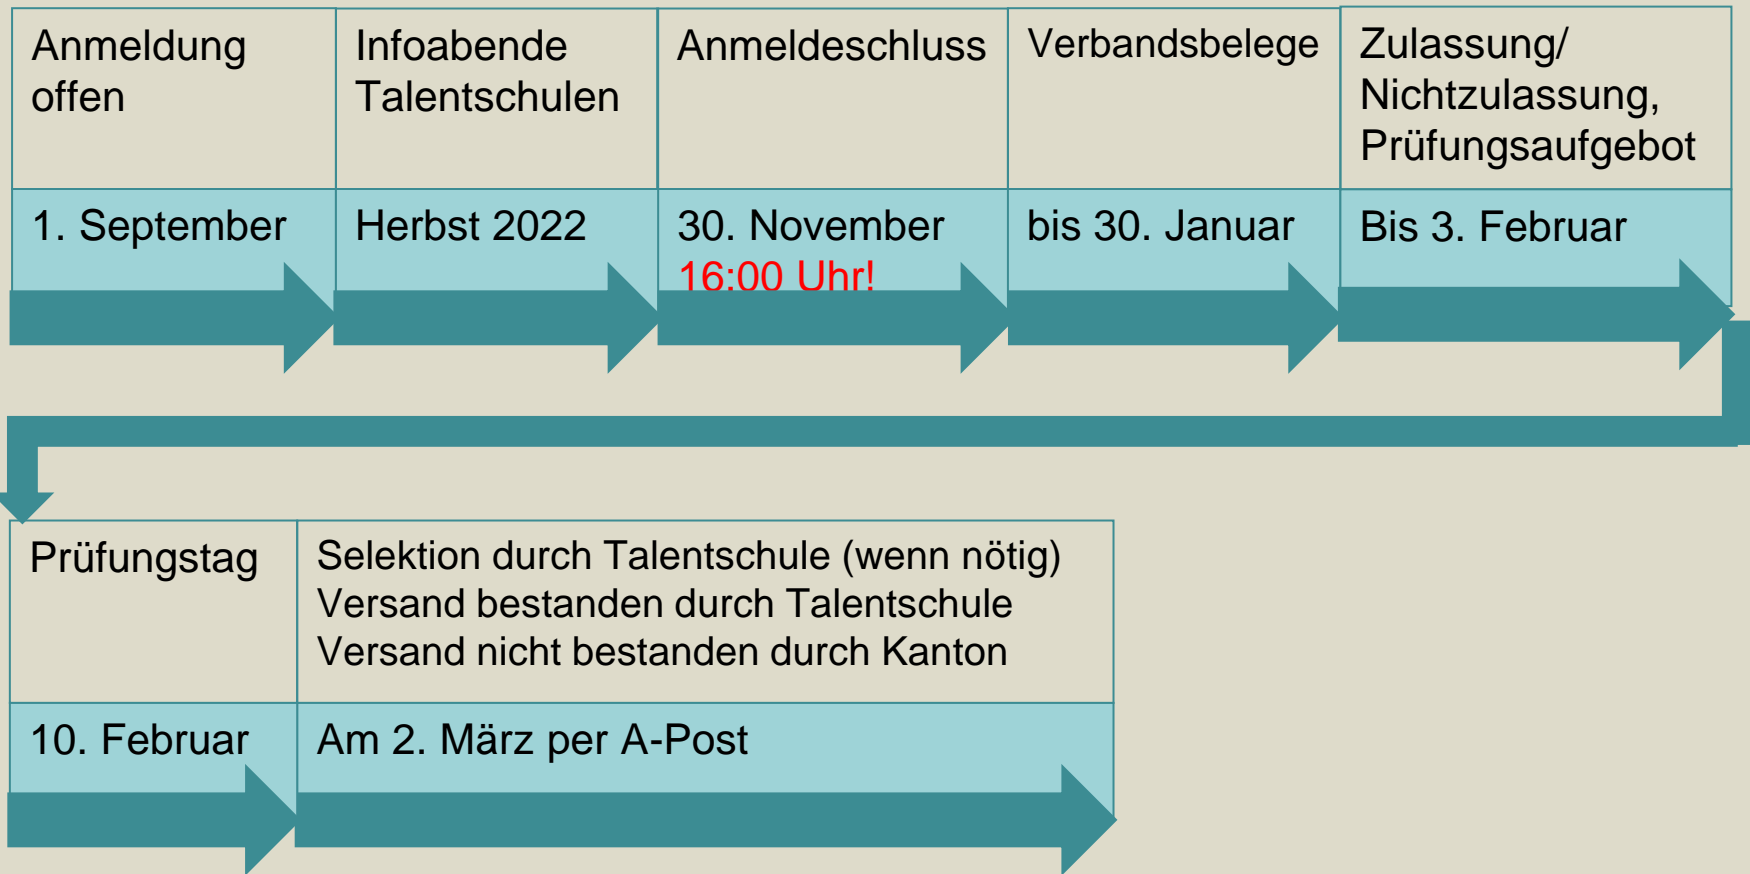 Anmeldung
offen
Infoabende
Talentschulen
Anmeldeschluss
Verbandsbelege
Zulassung/
Nichtzulassung,
Prüfungsaufgebot
1. September
Herbst 2022
30. November
16:00 Uhr!
bis 30. Januar
Bis 3. Februar
Prüfungstag
Selektion durch Talentschule (wenn nötig)
Versand bestanden durch Talentschule
Versand nicht bestanden durch Kanton
10. Februar
Am 2. März per A-Post